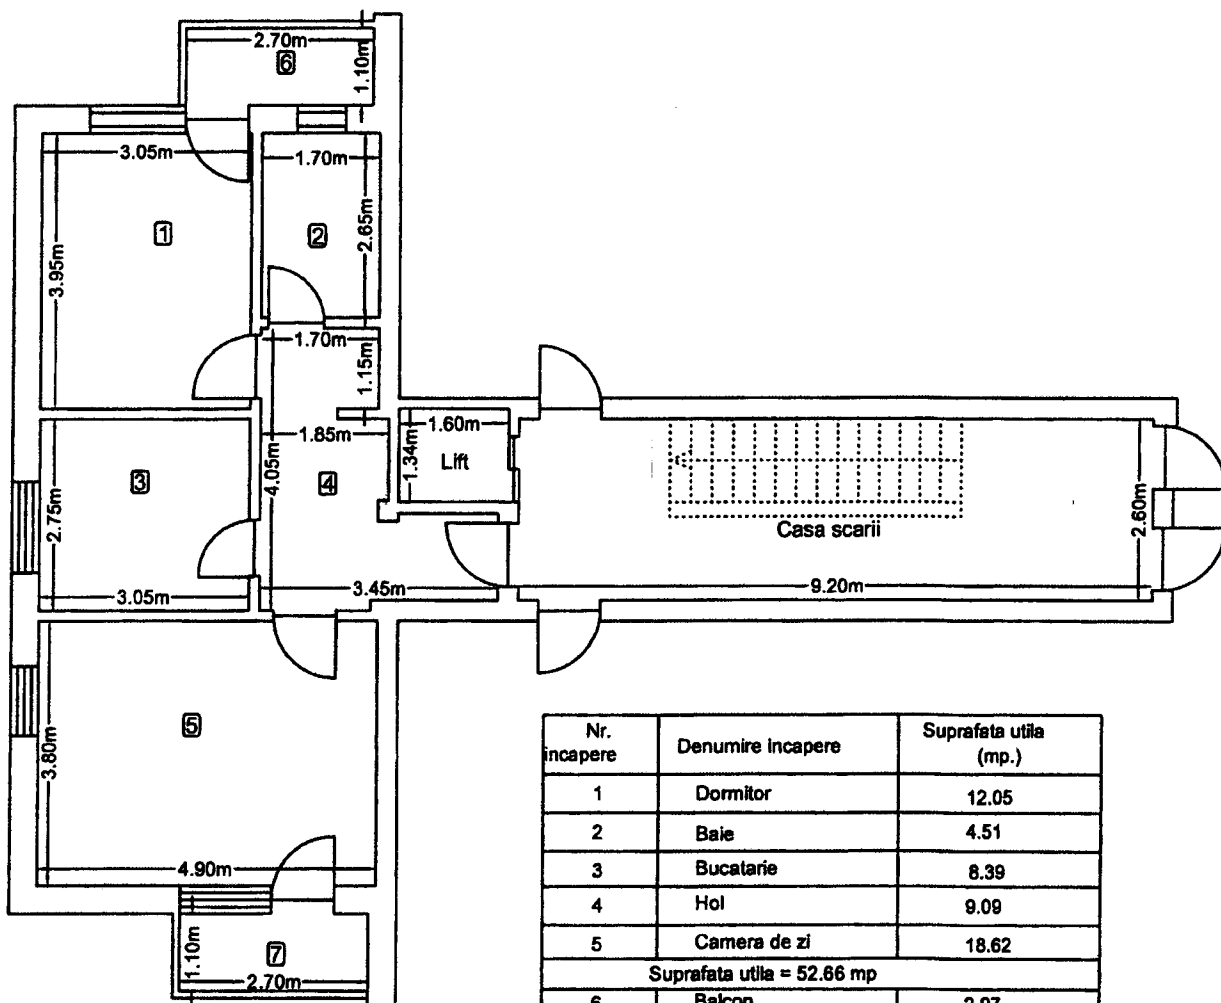 2.70m
6
1.10m
3.05m
1.70m
1
2
2.65m
3.95m
1.70m
1.15m
1.85m
1.60m
1.34m
Lift
4.05m
3
4
2.75m
Casa scarii
2.60m
3.05m
3.45m
9.20m
5
3.80m
4.90m
7
1.10m
2.70m
Nr. incapere Denumire incapere Suprafata utila (mp.)
1 Dormitor 12.05
2 Baie 4.51
3 Bucatarie 8.39
4 Hol 9.09
5 Camera de zi 18.62
Suprafata utila = 52.66 mp
6 Balcon 2.97